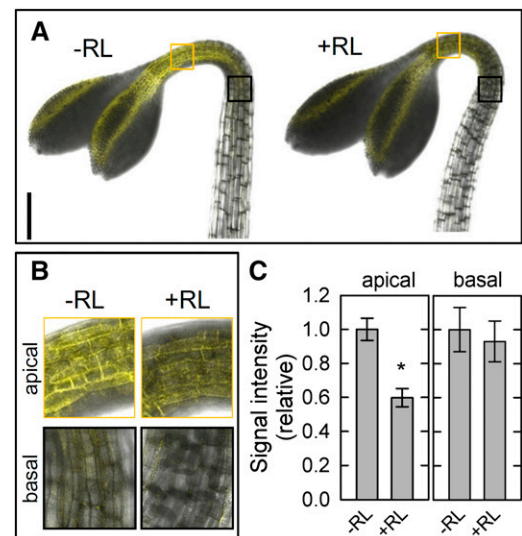 A
-RL
+RL
B
-RL
+RL
apical
basal
C
apical
basal
Signal intensity
(relative)
1.2
1.0
0.8
0.6
0.4
0.2
0.0
*
-RL
+RL
-RL
+RL